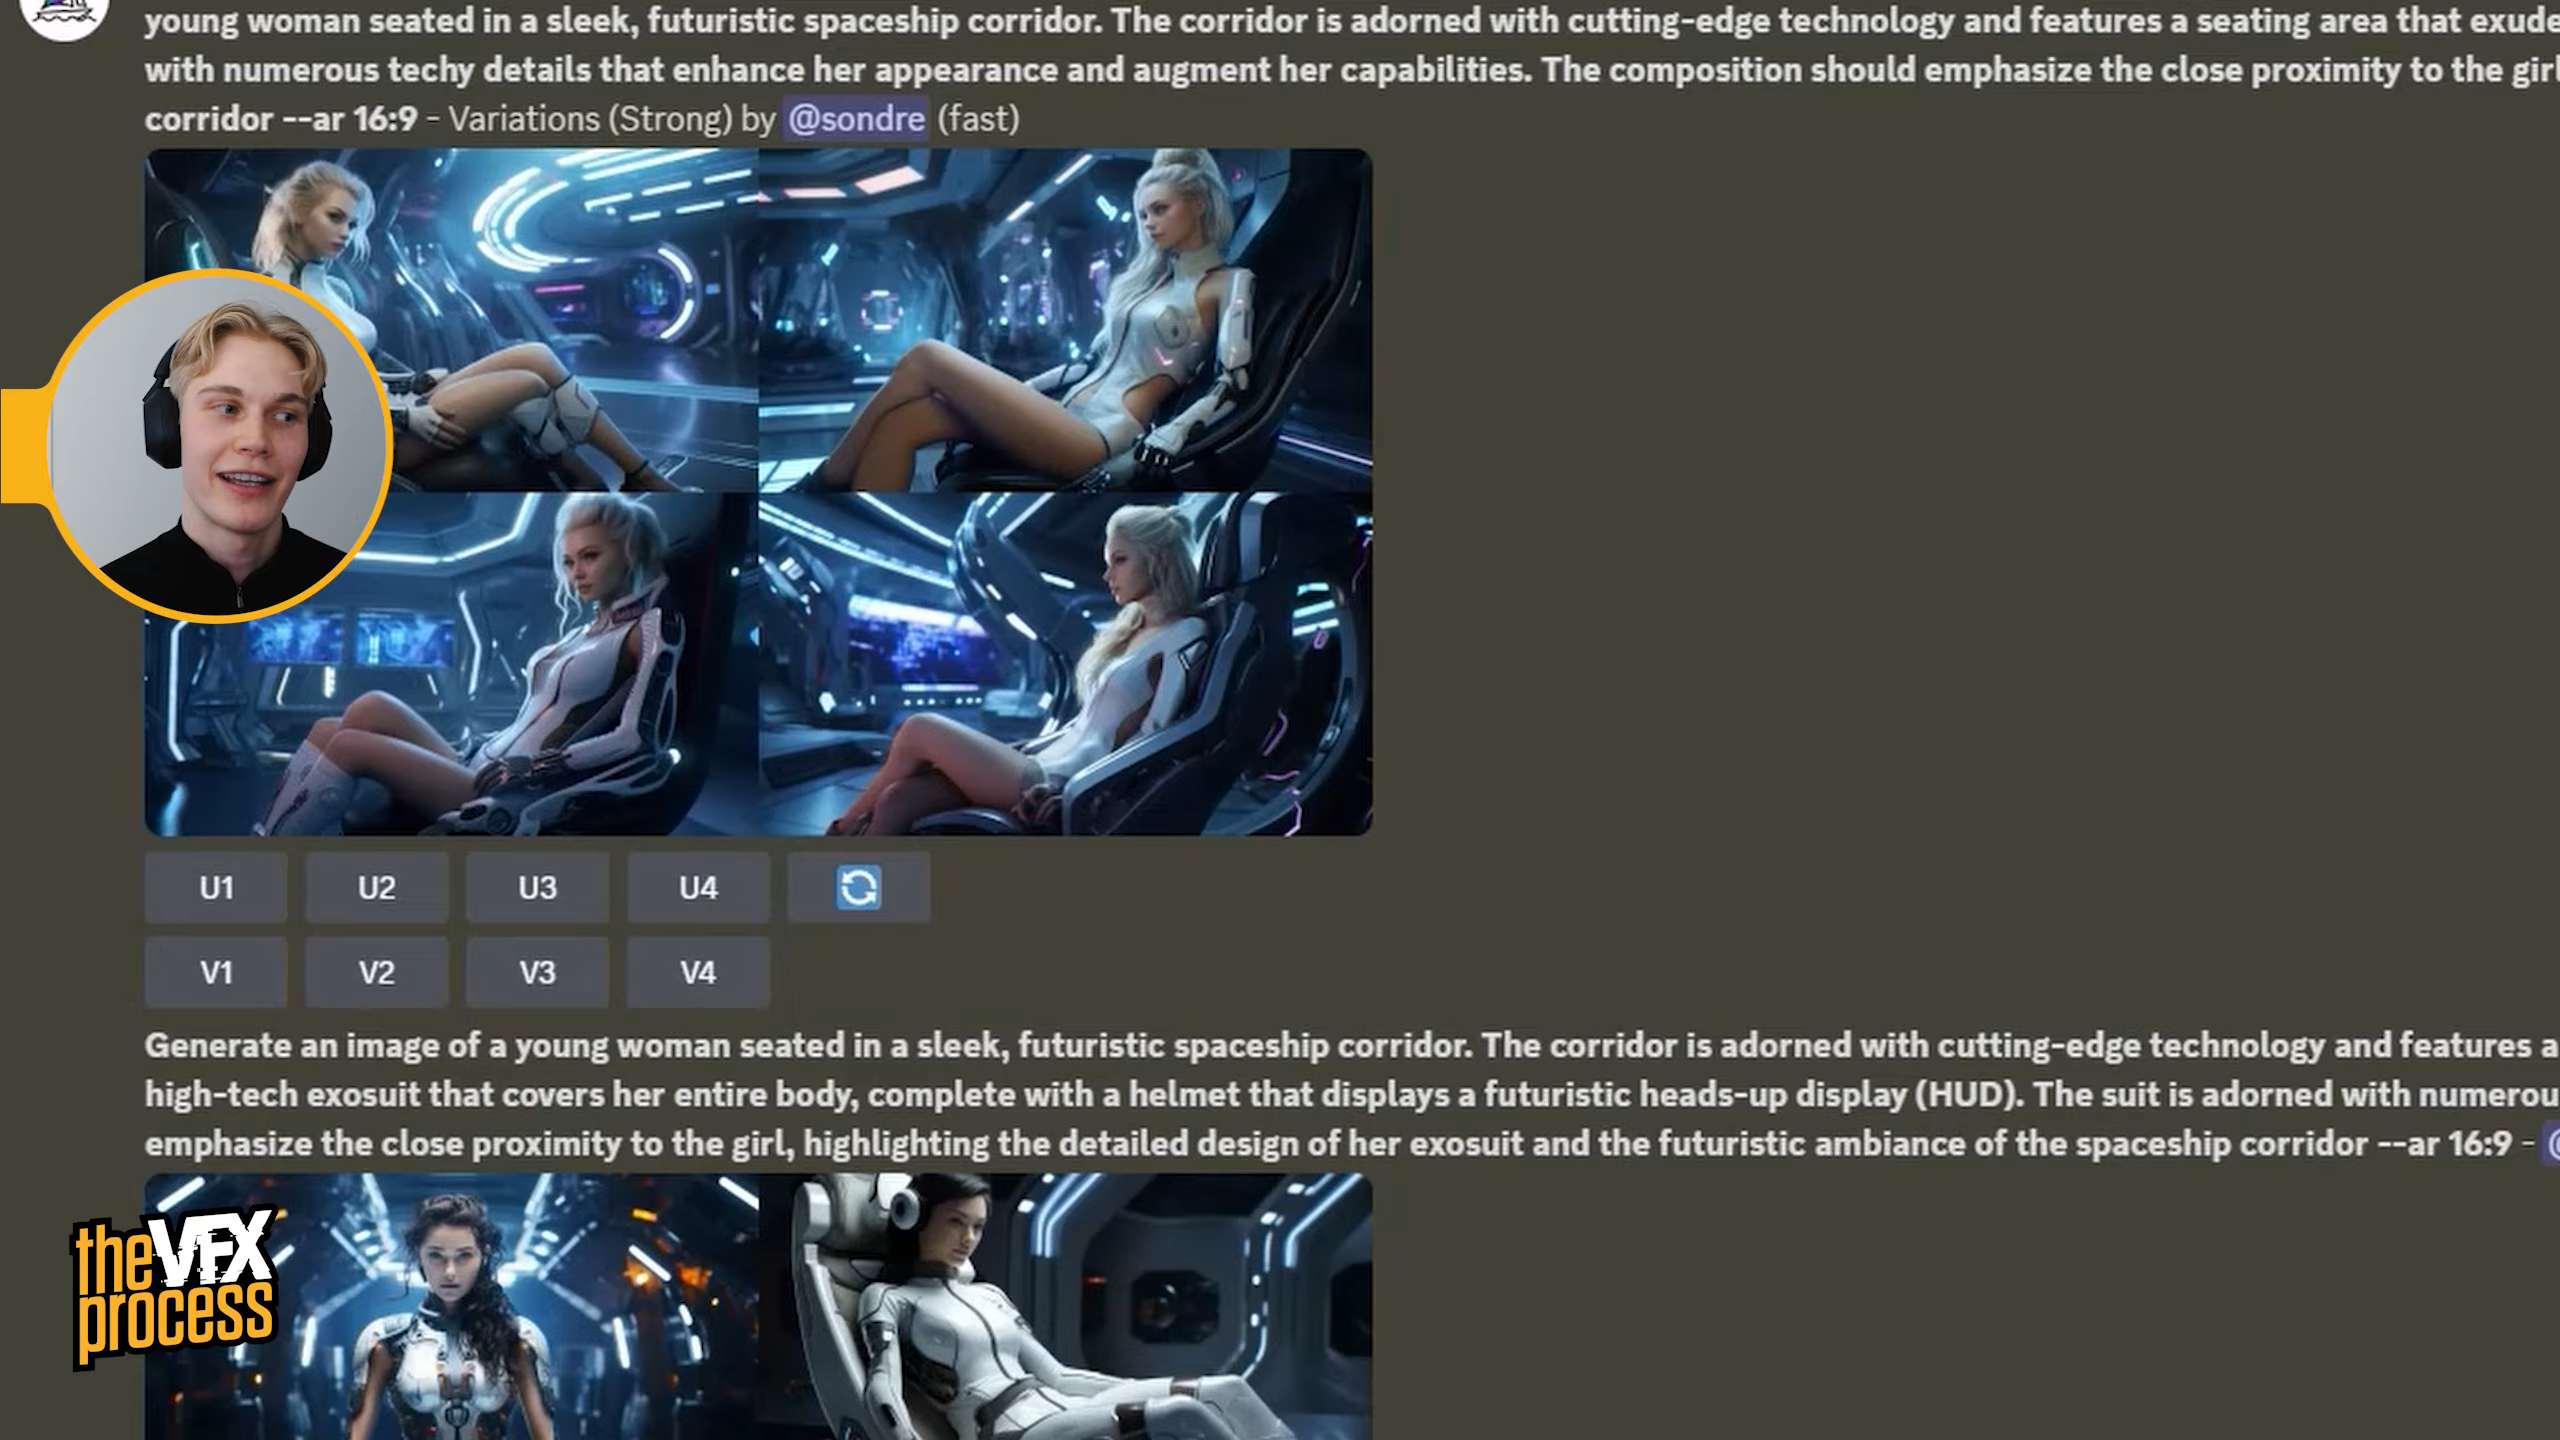 young woman seated in a sleek, futuristic spaceship corridor. The corridor is adorned with cutting-edge technology and features a seating area that exude
with numerous techy details that enhance her appearance and augment her capabilities. The composition should emphasize the close proximity to the girl
corridor --ar 16:9 - Variations (Strong) by @sondre (fast)
U1 U2 U3 U4
V1 V2 V3 V4
Generate an image of a young woman seated in a sleek, futuristic spaceship corridor. The corridor is adorned with cutting-edge technology and features a
high-tech exosuit that covers her entire body, complete with a helmet that displays a futuristic heads-up display (HUD). The suit is adorned with numerou
emphasize the close proximity to the girl, highlighting the detailed design of her exosuit and the futuristic ambiance of the spaceship corridor --ar 16:9 - @
the VFX
process